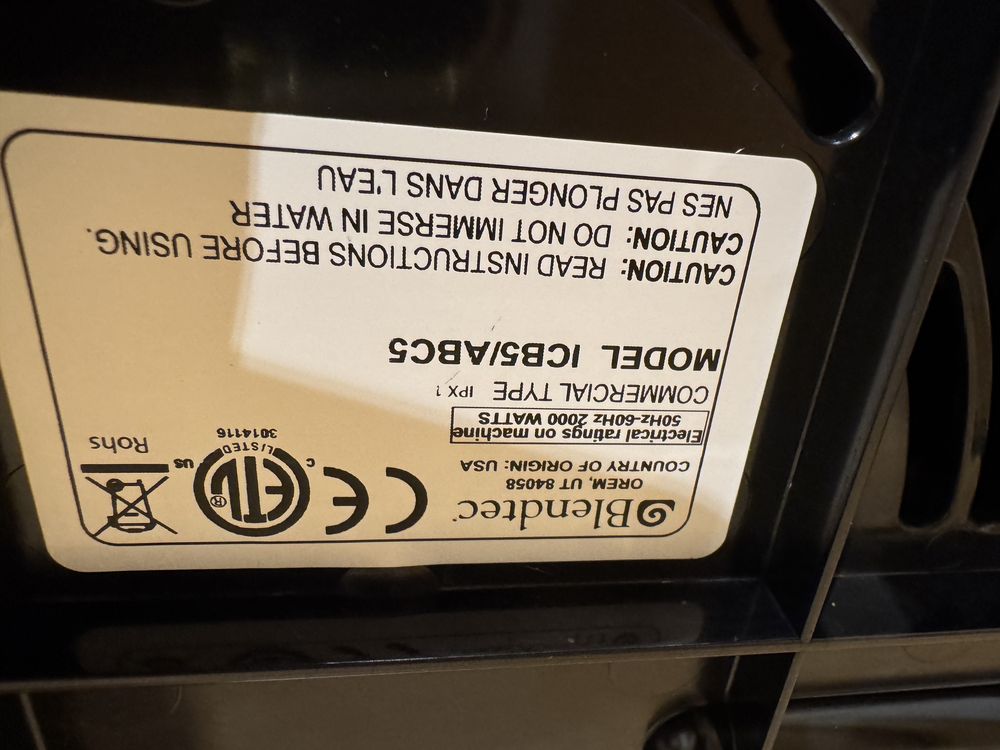 Blendtec
OREM, UT 84058
COUNTRY OF ORIGIN: USA
Electrical ratings on machine
50Hz-60Hz 2000 WATTS
COMMERCIAL TYPE IPX 1
CE
C ETL US
®
LISTED
3014116
Rohs
MODEL ICB5/ABC5
CAUTION: READ INSTRUCTIONS BEFORE USING.
CAUTION: DO NOT IMMERSE IN WATER
NES PAS PLONGER DANS L'EAU